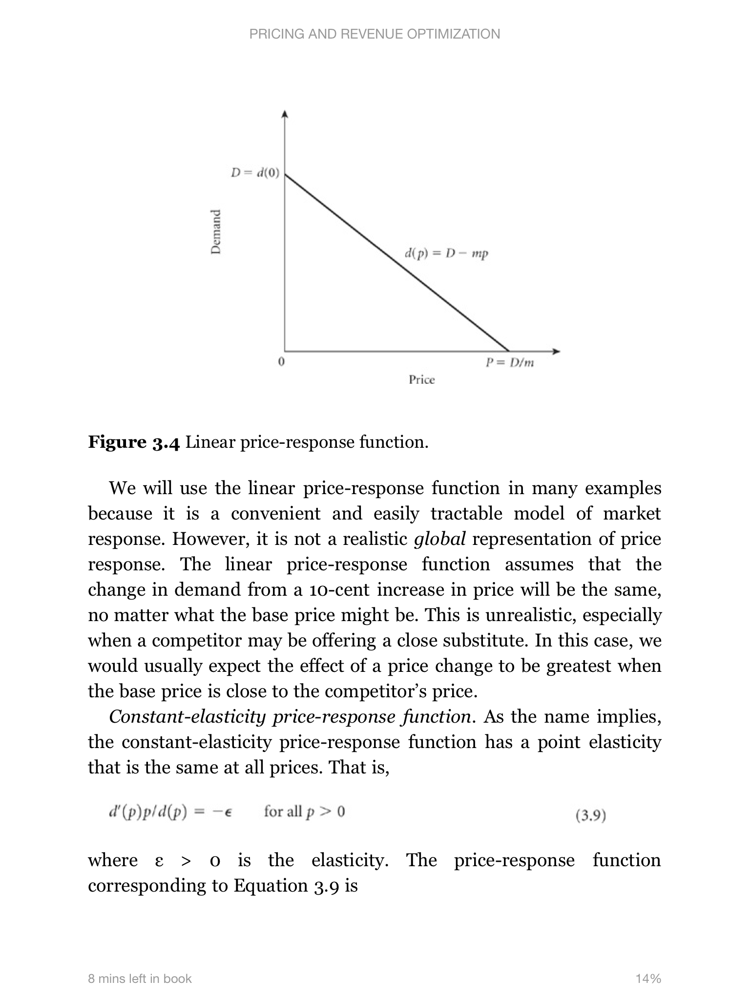 PRICING AND REVENUE OPTIMIZATION
D = d(0)
Demand
d(p) = D − mp
0
P = D/m
Price
Figure 3.4 Linear price-response function.
We will use the linear price-response function in many examples
because it is a convenient and easily tractable model of market
response. However, it is not a realistic global representation of price
response. The linear price-response function assumes that the
change in demand from a 10-cent increase in price will be the same,
no matter what the base price might be. This is unrealistic, especially
when a competitor may be offering a close substitute. In this case, we
would usually expect the effect of a price change to be greatest when
the base price is close to the competitor’s price.
Constant-elasticity price-response function. As the name implies,
the constant-elasticity price-response function has a point elasticity
that is the same at all prices. That is,
d′(p)p/d(p) = −ϵ for all p > 0 (3.9)
where ε > 0 is the elasticity. The price-response function
corresponding to Equation 3.9 is
8 mins left in book 14%